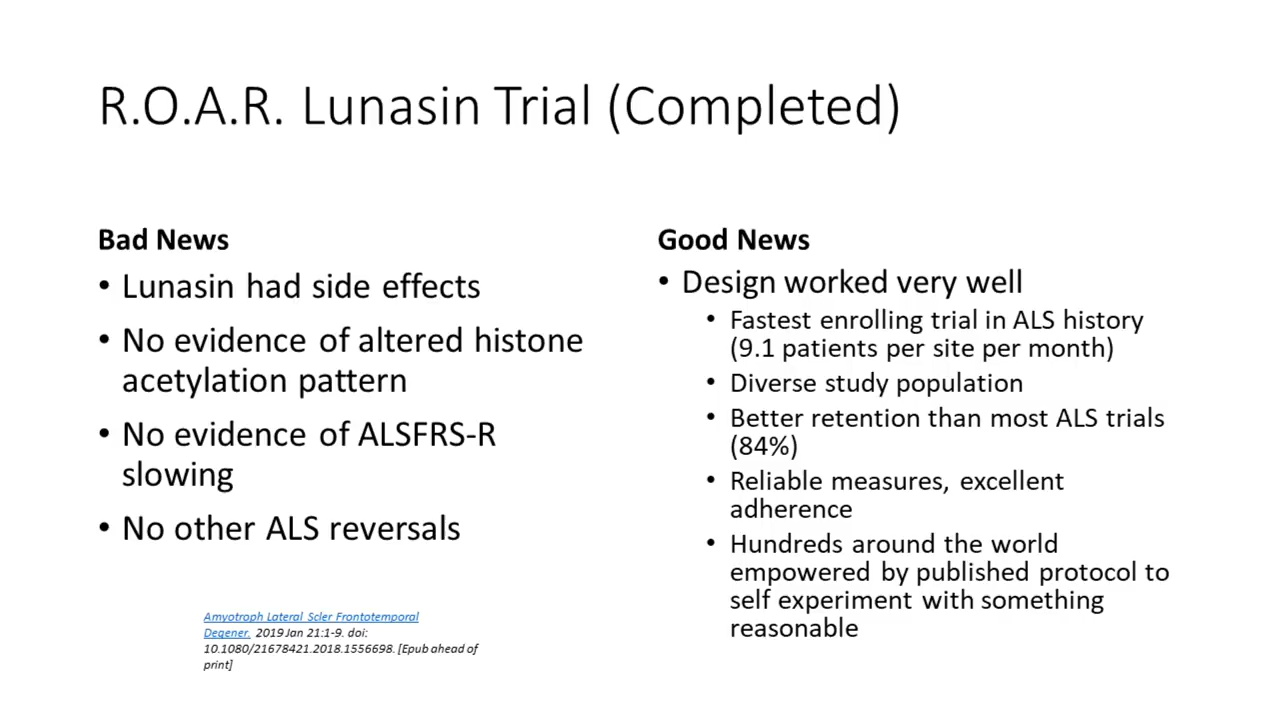 R.O.A.R. Lunasin Trial (Completed)
Bad News
• Lunasin had side effects
• No evidence of altered histone
acetylation pattern
• No evidence of ALSFRS-R
slowing
• No other ALS reversals
Amyotroph Lateral Scler Frontotemporal
Degener. 2019 Jan 21:1-9. doi:
10.1080/21678421.2018.1556698. [Epub ahead of
print]
Good News
• Design worked very well
• Fastest enrolling trial in ALS history
(9.1 patients per site per month)
• Diverse study population
• Better retention than most ALS trials
(84%)
• Reliable measures, excellent
adherence
• Hundreds around the world
empowered by published protocol to
self experiment with something
reasonable